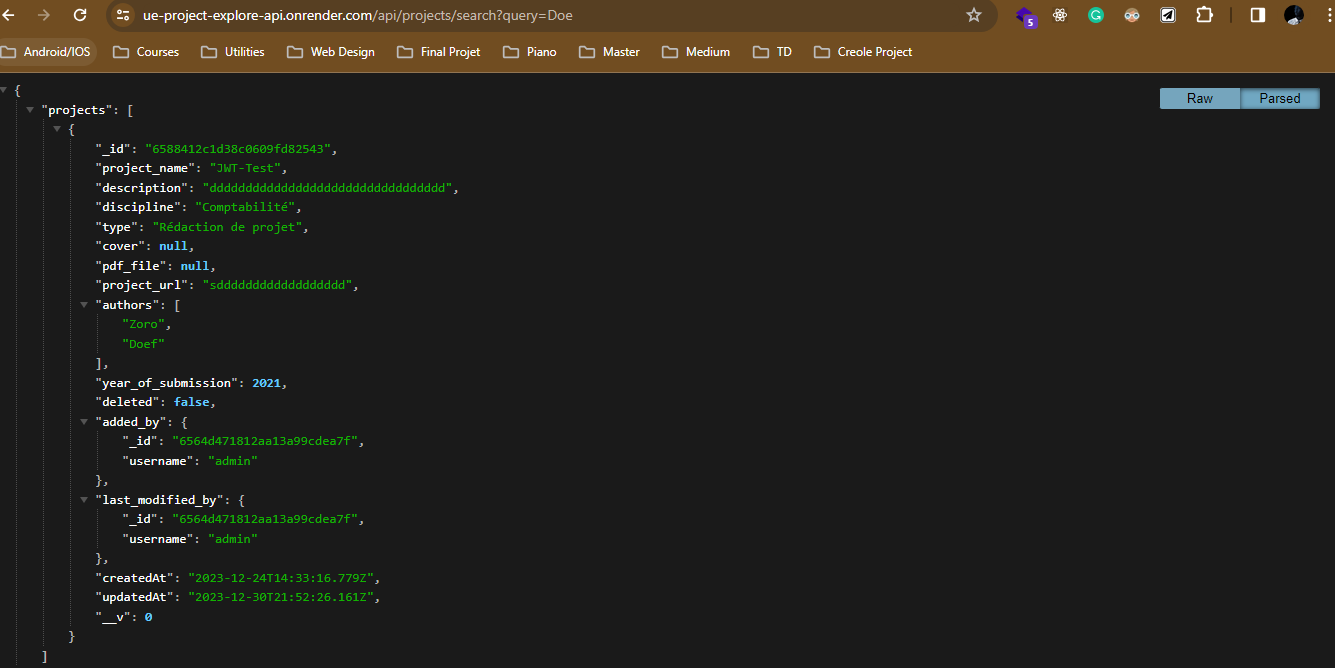 ue-project-explore-api.onrender.com/api/projects/search?query=Doe
5
G
Android/IOS Courses Utilities Web Design Final Projet Piano Master Medium TD Creole Project
Raw Parsed
{
"projects": [
{
"_id": "6588412c1d38c0609fd82543",
"project_name": "JWT-Test",
"description": "ddddddddddddddddddddddddddddddddd",
"discipline": "Comptabilité",
"type": "Rédaction de projet",
"cover": null,
"pdf_file": null,
"project_url": "sdddddddddddddddddd",
"authors": [
"Zoro",
"Doef"
],
"year_of_submission": 2021,
"deleted": false,
"added_by": {
"_id": "6564d471812aa13a99cdea7f",
"username": "admin"
},
"last_modified_by": {
"_id": "6564d471812aa13a99cdea7f",
"username": "admin"
},
"createdAt": "2023-12-24T14:33:16.779Z",
"updatedAt": "2023-12-30T21:52:26.161Z",
"__v": 0
}
]